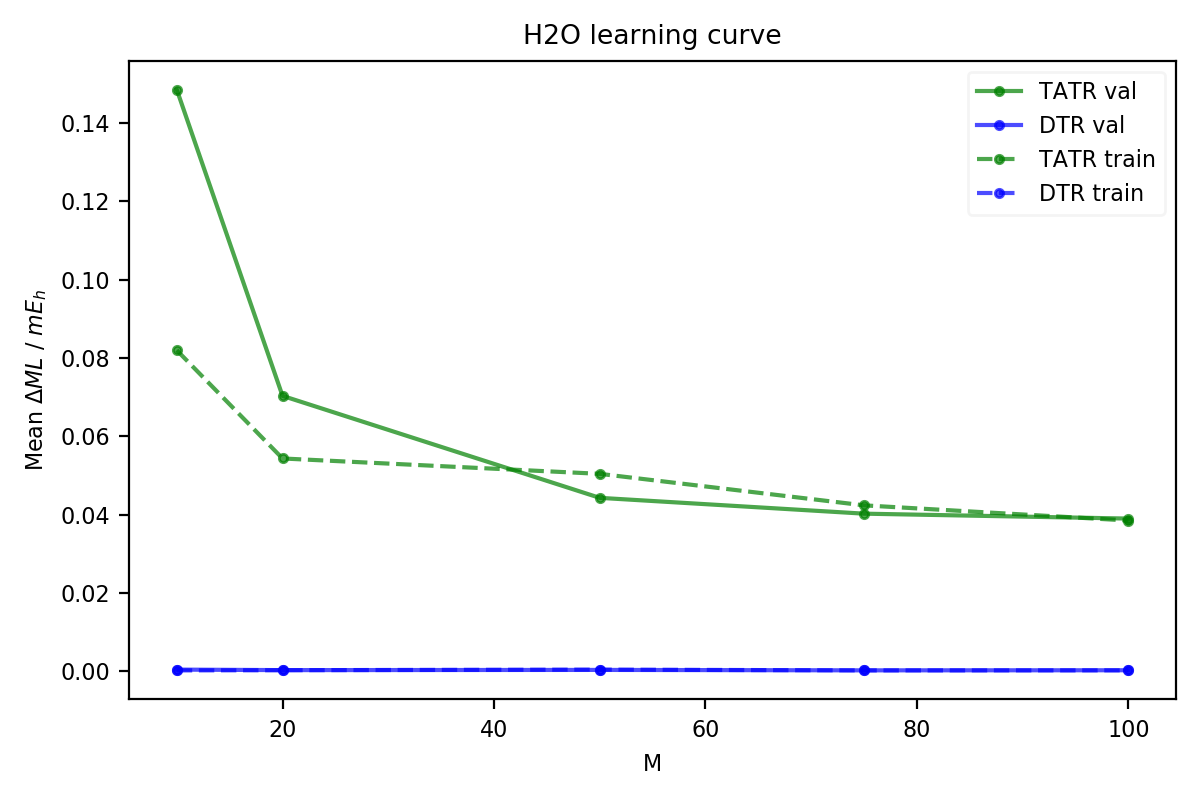 H2O learning curve
Mean ΔML / mE_h
0.14
0.12
0.10
0.08
0.06
0.04
0.02
0.00
20
40
60
80
100
M
TATR val
DTR val
TATR train
DTR train